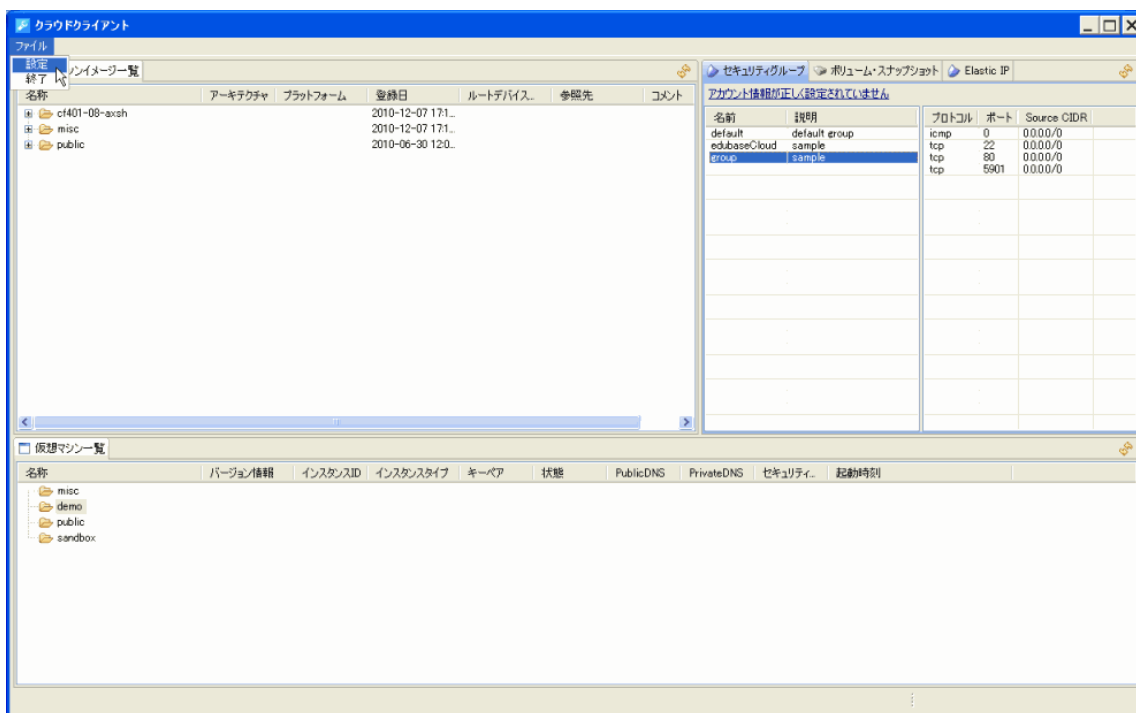 クラウドクライアント
ファイル
設定
終了
ンイメージ一覧
名称 アーキテクチャ プラットフォーム 登録日 ルートデバイス... 参照先 コメント
cf401-08-axsh 2010-12-07 17:1...
misc 2010-12-07 17:1...
public 2010-06-30 12:0...
セキュリティグループ ボリューム・スナップショット Elastic IP
アカウント情報が正しく設定されていません
名前 説明
default default group
edubaseCloud sample
group sample
プロトコル ポート Source CIDR
icmp 0 0.0.0.0/0
tcp 22 0.0.0.0/0
tcp 80 0.0.0.0/0
tcp 5901 0.0.0.0/0
仮想マシン一覧
名称 バージョン情報 インスタンスID インスタンスタイプ キーペア 状態 PublicDNS PrivateDNS セキュリティ... 起動時刻
misc
demo
public
sandbox